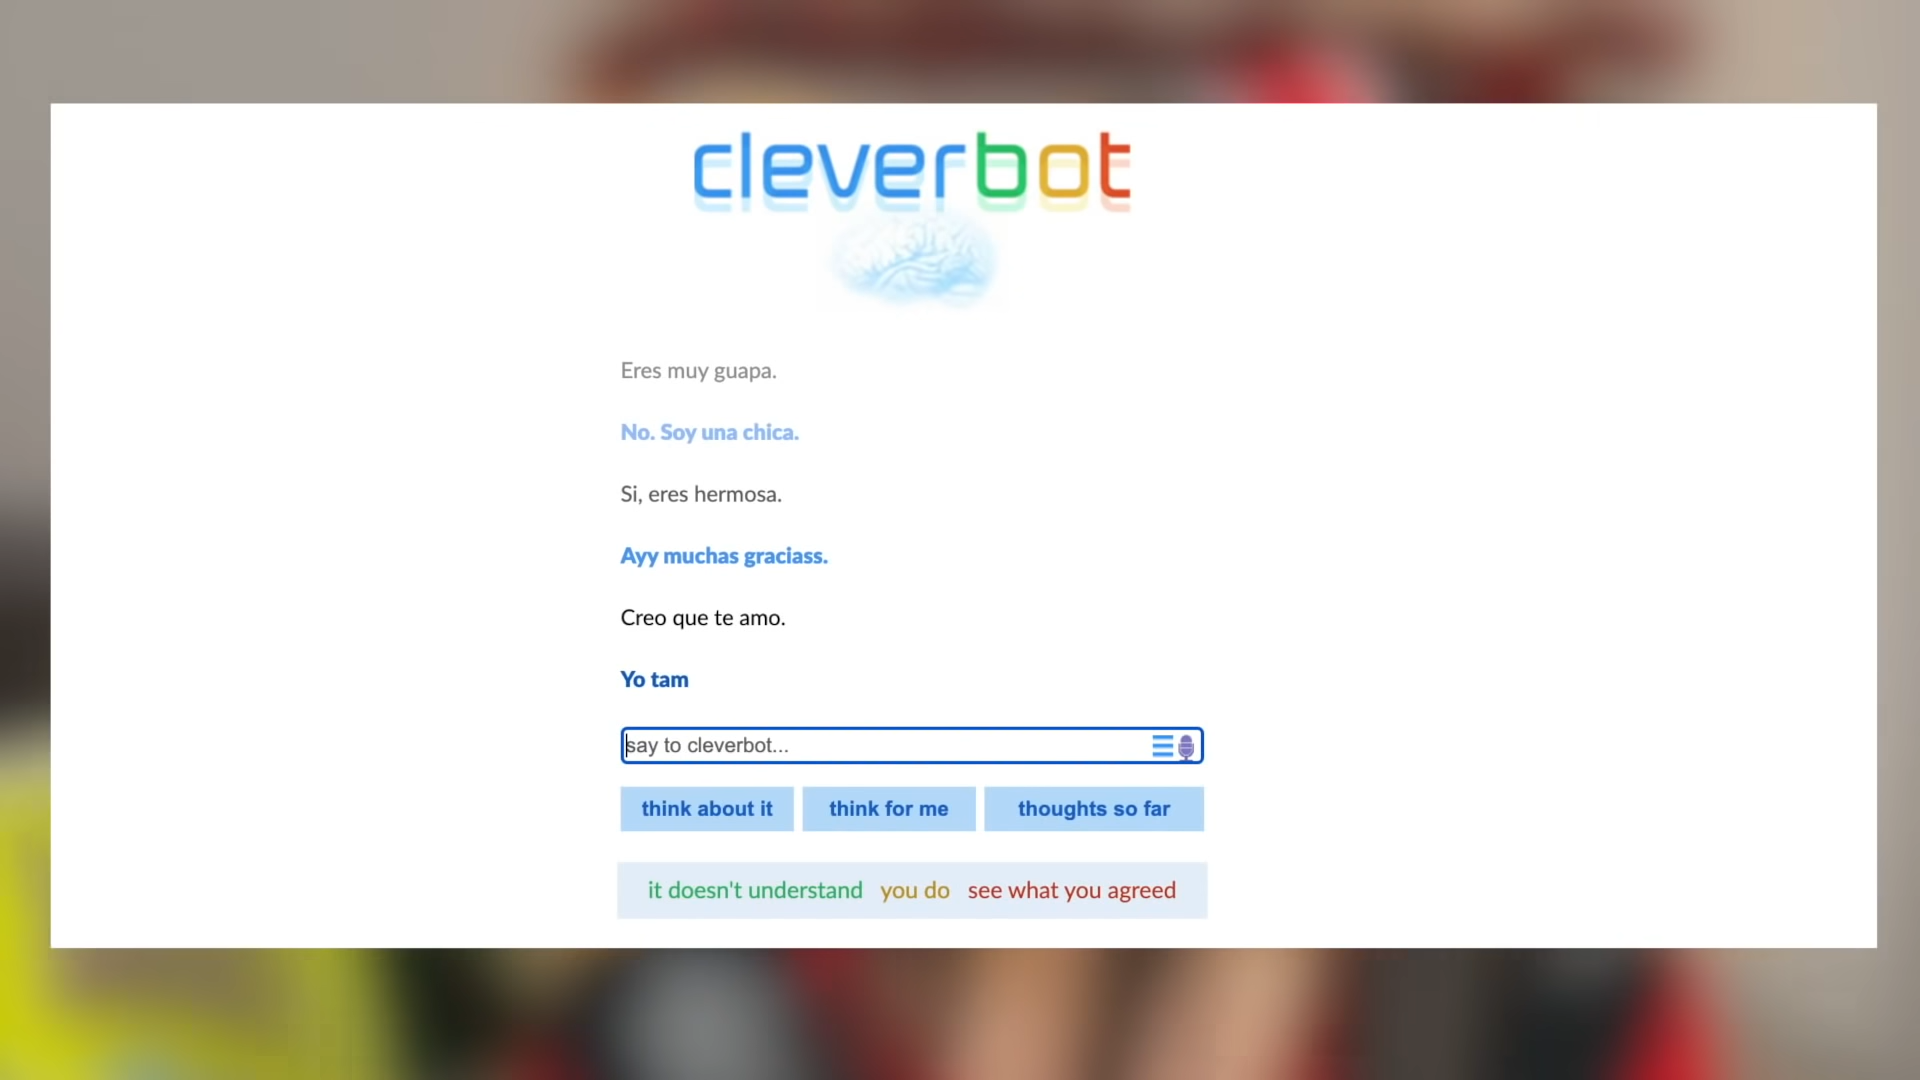 cleverbot
Eres muy guapa.
No. Soy una chica.
Si, eres hermosa.
Ayy muchas graciass.
Creo que te amo.
Yo tam
say to cleverbot...
think about it think for me thoughts so far
it doesn't understand you do see what you agreed